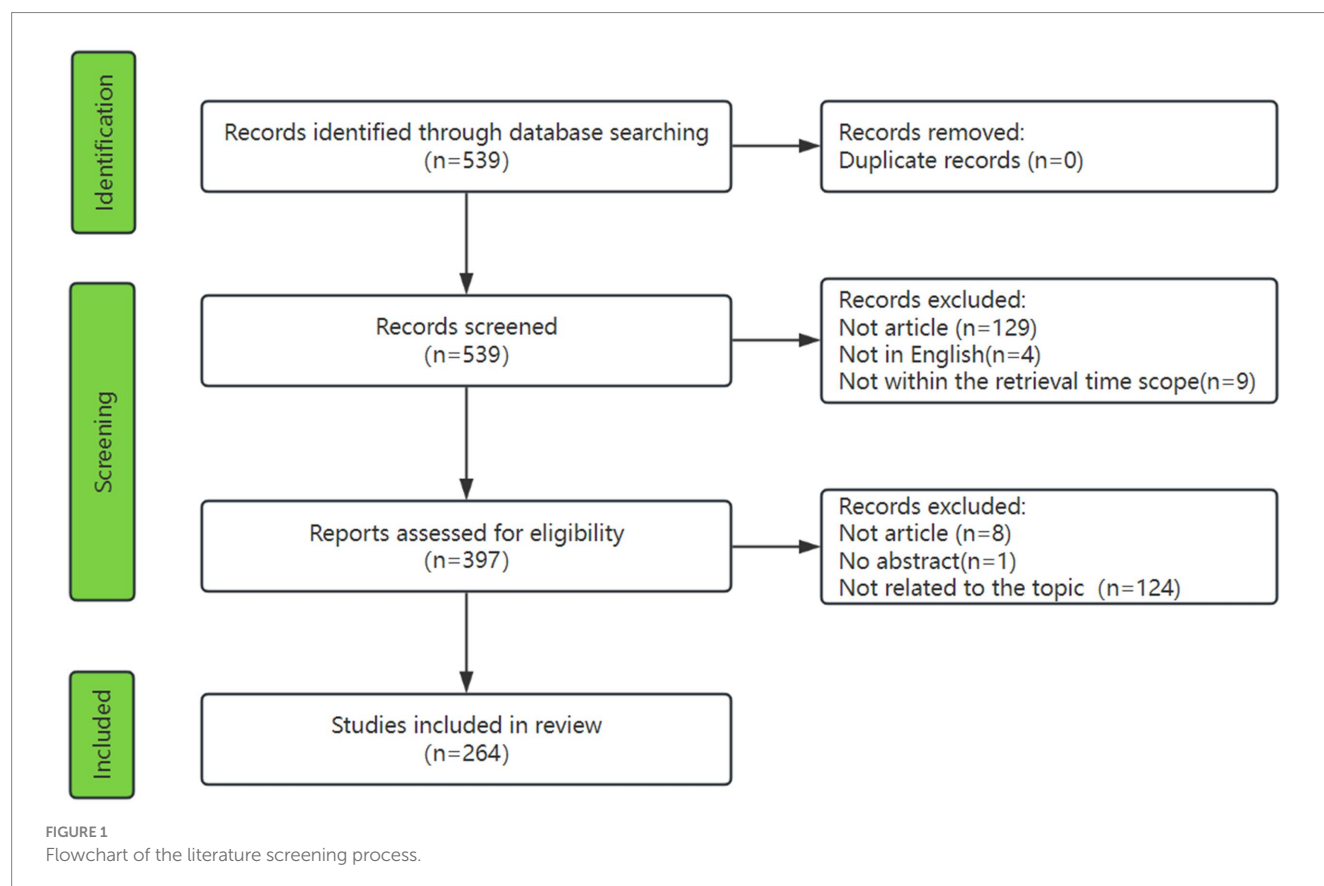 Identification
Records identified through database searching
(n=539)
Records removed:
Duplicate records (n=0)
Screening
Records screened
(n=539)
Records excluded:
Not article (n=129)
Not in English(n=4)
Not within the retrieval time scope(n=9)
Reports assessed for eligibility
(n=397)
Records excluded:
Not article (n=8)
No abstract(n=1)
Not related to the topic (n=124)
Included
Studies included in review
(n=264)
FIGURE 1
Flowchart of the literature screening process.